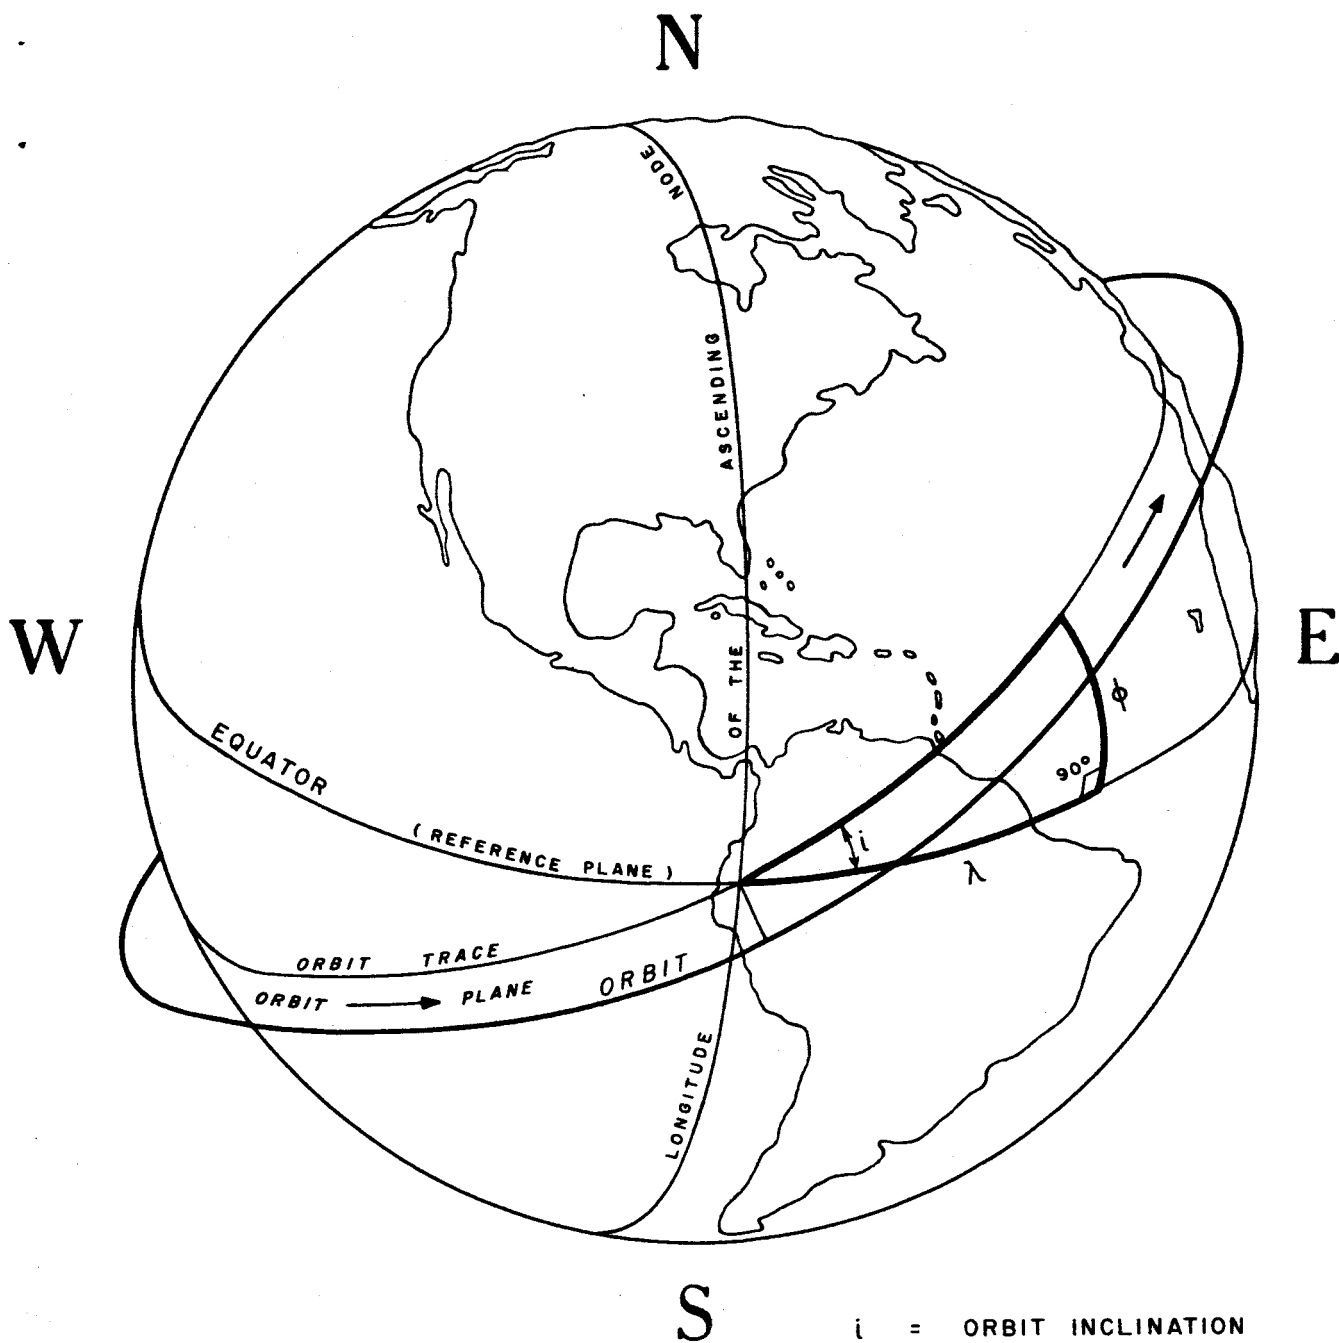 N
NODE
ASCENDING
OF THE
W
E
ϕ
90°
EQUATOR
(REFERENCE PLANE)
i
λ
ORBIT TRACE
ORBIT PLANE
ORBIT
LONGITUDE
S
i = ORBIT INCLINATION